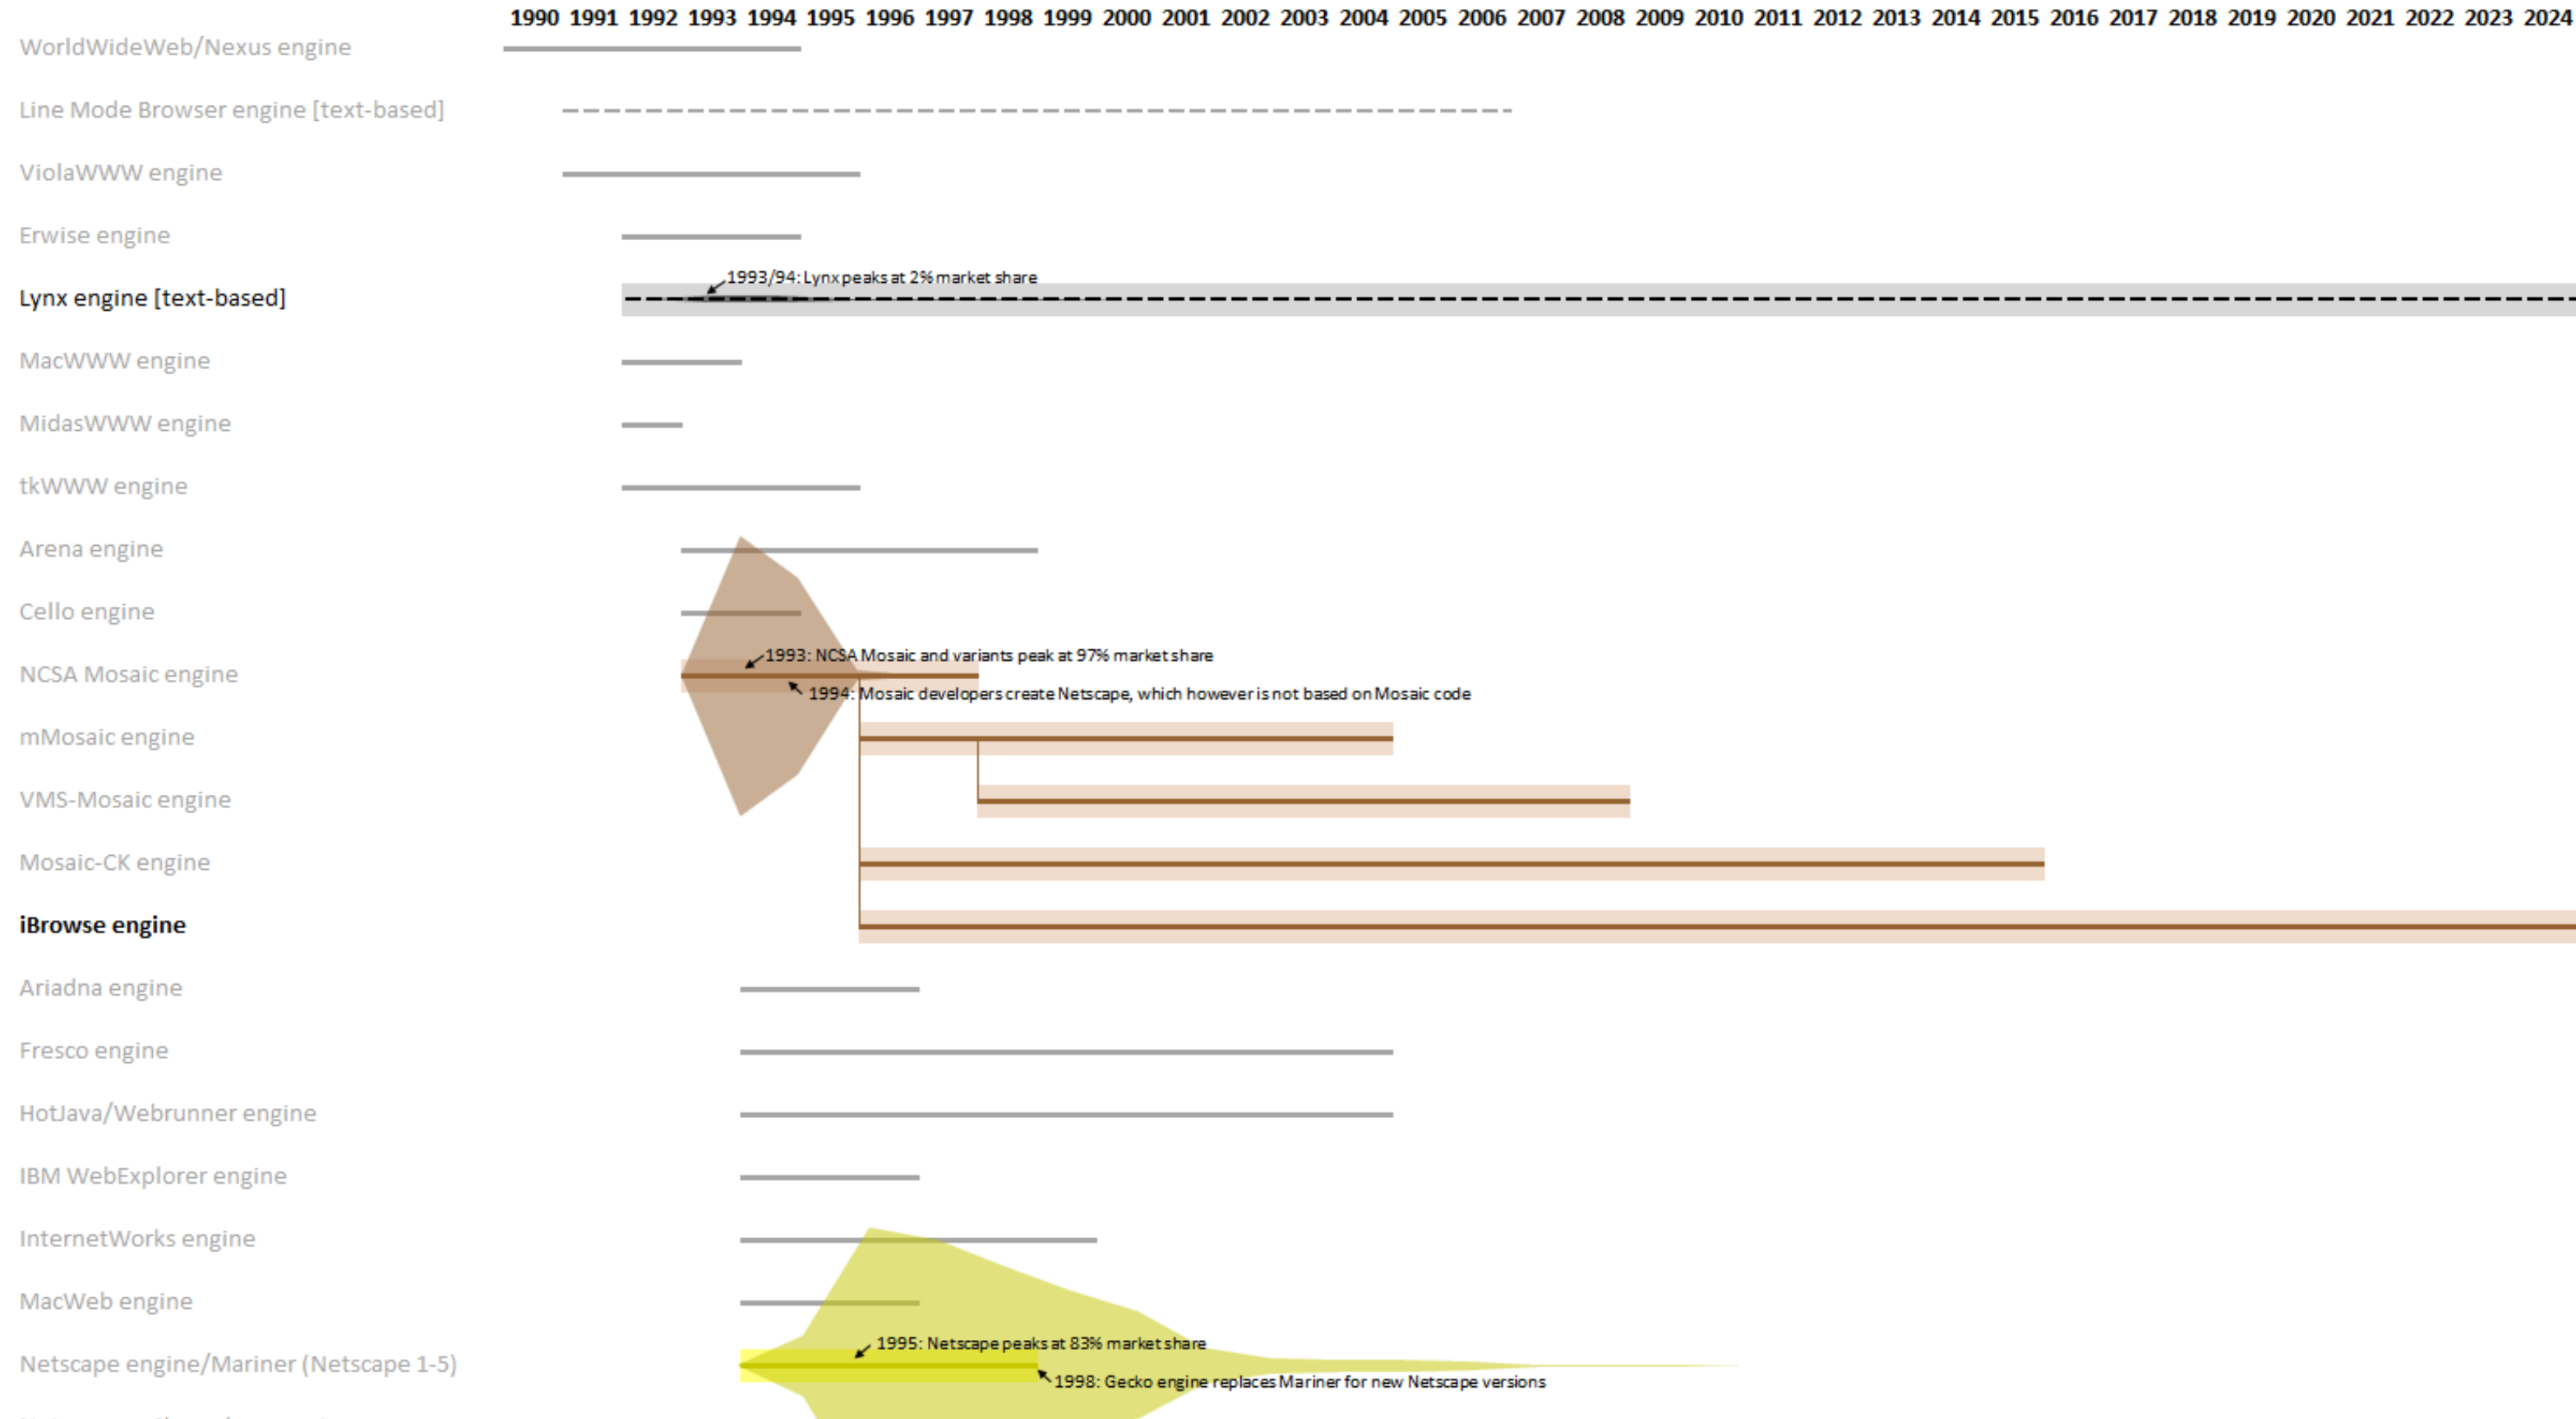 1990 1991 1992 1993 1994 1995 1996 1997 1998 1999 2000 2001 2002 2003 2004 2005 2006 2007 2008 2009 2010 2011 2012 2013 2014 2015 2016 2017 2018 2019 2020 2021 2022 2023 2024
WorldWideWeb/Nexus engine
Line Mode Browser engine [text-based]
ViolaWWW engine
Erwise engine
1993/94: Lynx peaks at 2% market share
Lynx engine [text-based]
MacWWW engine
MidasWWW engine
tkWWW engine
Arena engine
Cello engine
1993: NCSA Mosaic and variants peak at 97% market share
NCSA Mosaic engine
1994: Mosaic developers create Netscape, which however is not based on Mosaic code
mMosaic engine
VMS-Mosaic engine
Mosaic-CK engine
iBrowse engine
Ariadna engine
Fresco engine
HotJava/Webrunner engine
IBM WebExplorer engine
InternetWorks engine
MacWeb engine
1995: Netscape peaks at 83% market share
Netscape engine/Mariner (Netscape 1-5)
1998: Gecko engine replaces Mariner for new Netscape versions